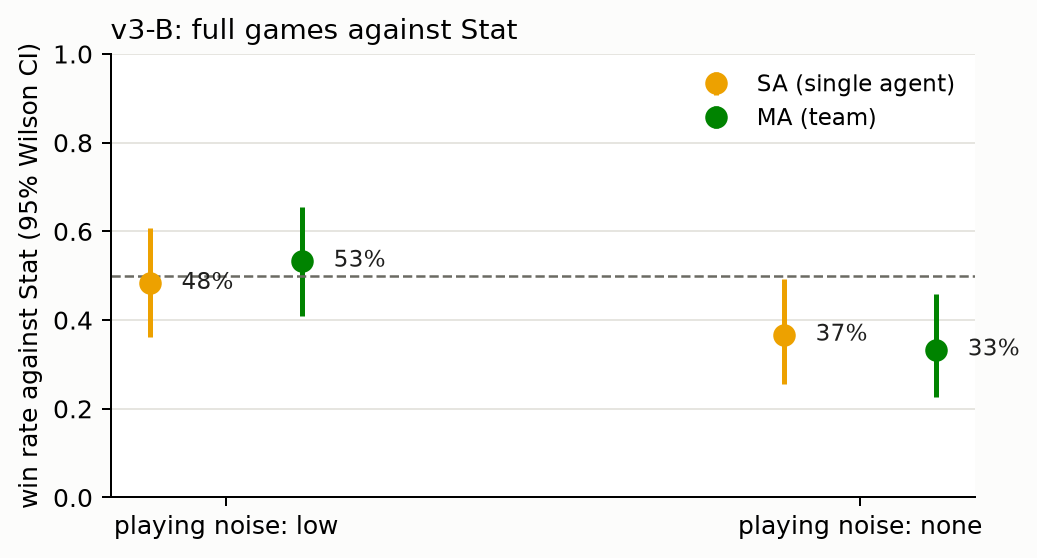 v3-B: full games against Stat
win rate against Stat (95% Wilson CI)
1.0
0.8
0.6
0.4
0.2
0.0
SA (single agent)
MA (team)
48%
53%
37%
33%
playing noise: low
playing noise: none